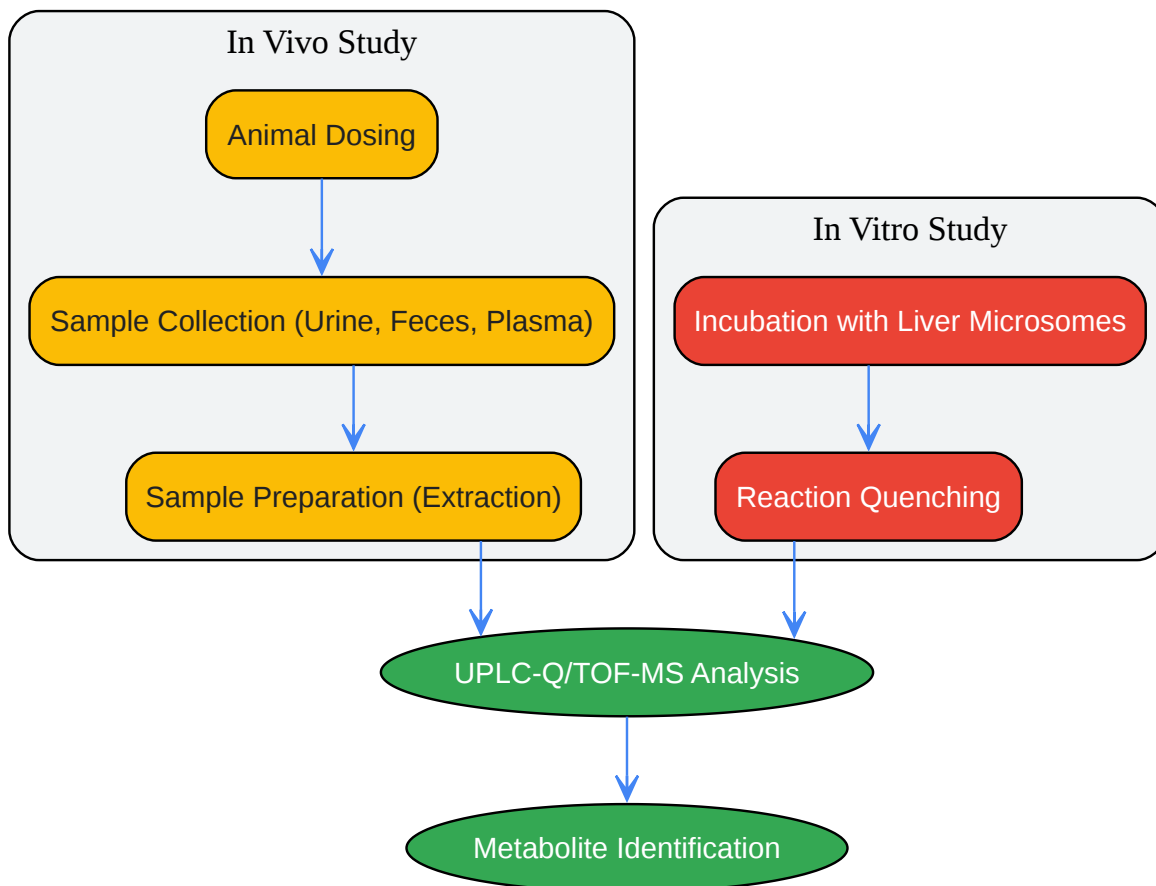 In Vivo Study
Animal Dosing
Sample Collection (Urine, Feces, Plasma)
Sample Preparation (Extraction)
In Vitro Study
Incubation with Liver Microsomes
Reaction Quenching
UPLC-Q/TOF-MS Analysis
Metabolite Identification